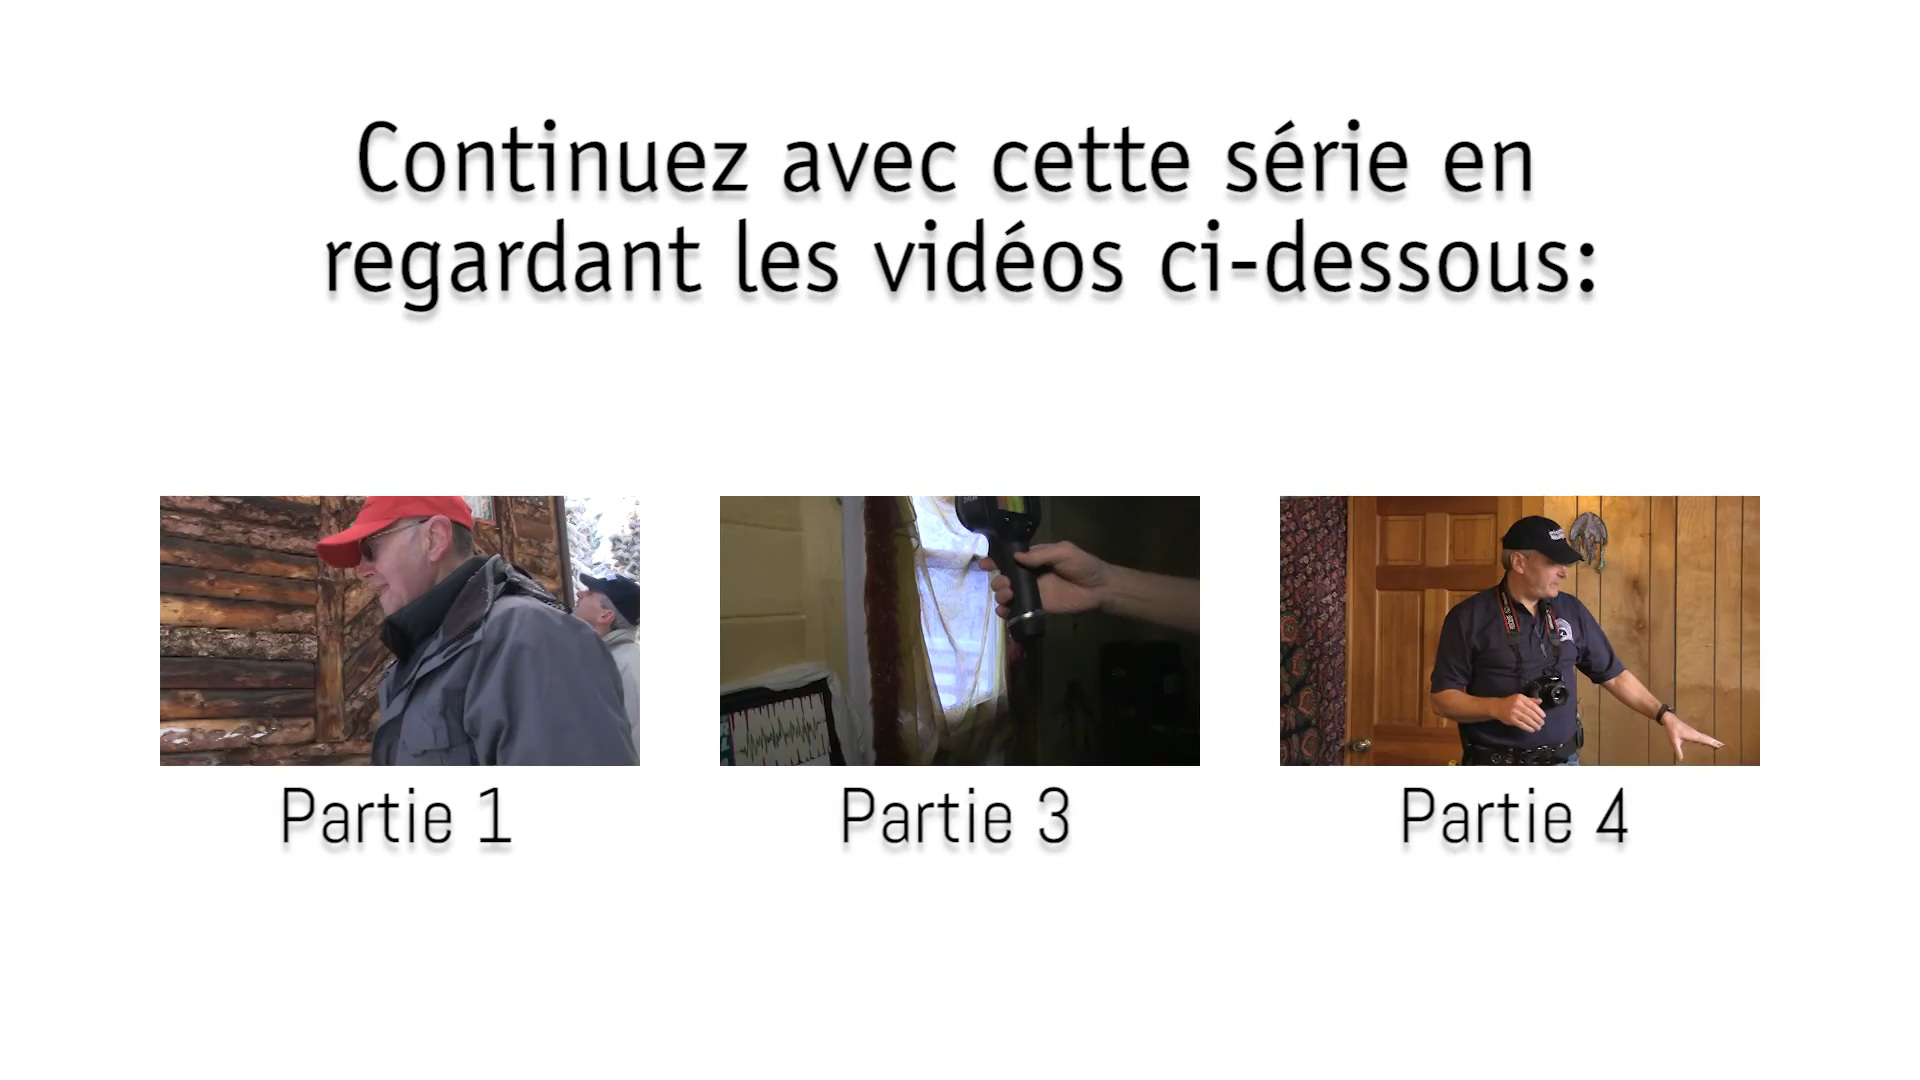 Continuez avec cette série en
regardant les vidéos ci-dessous:
Partie 1
Partie 3
Partie 4